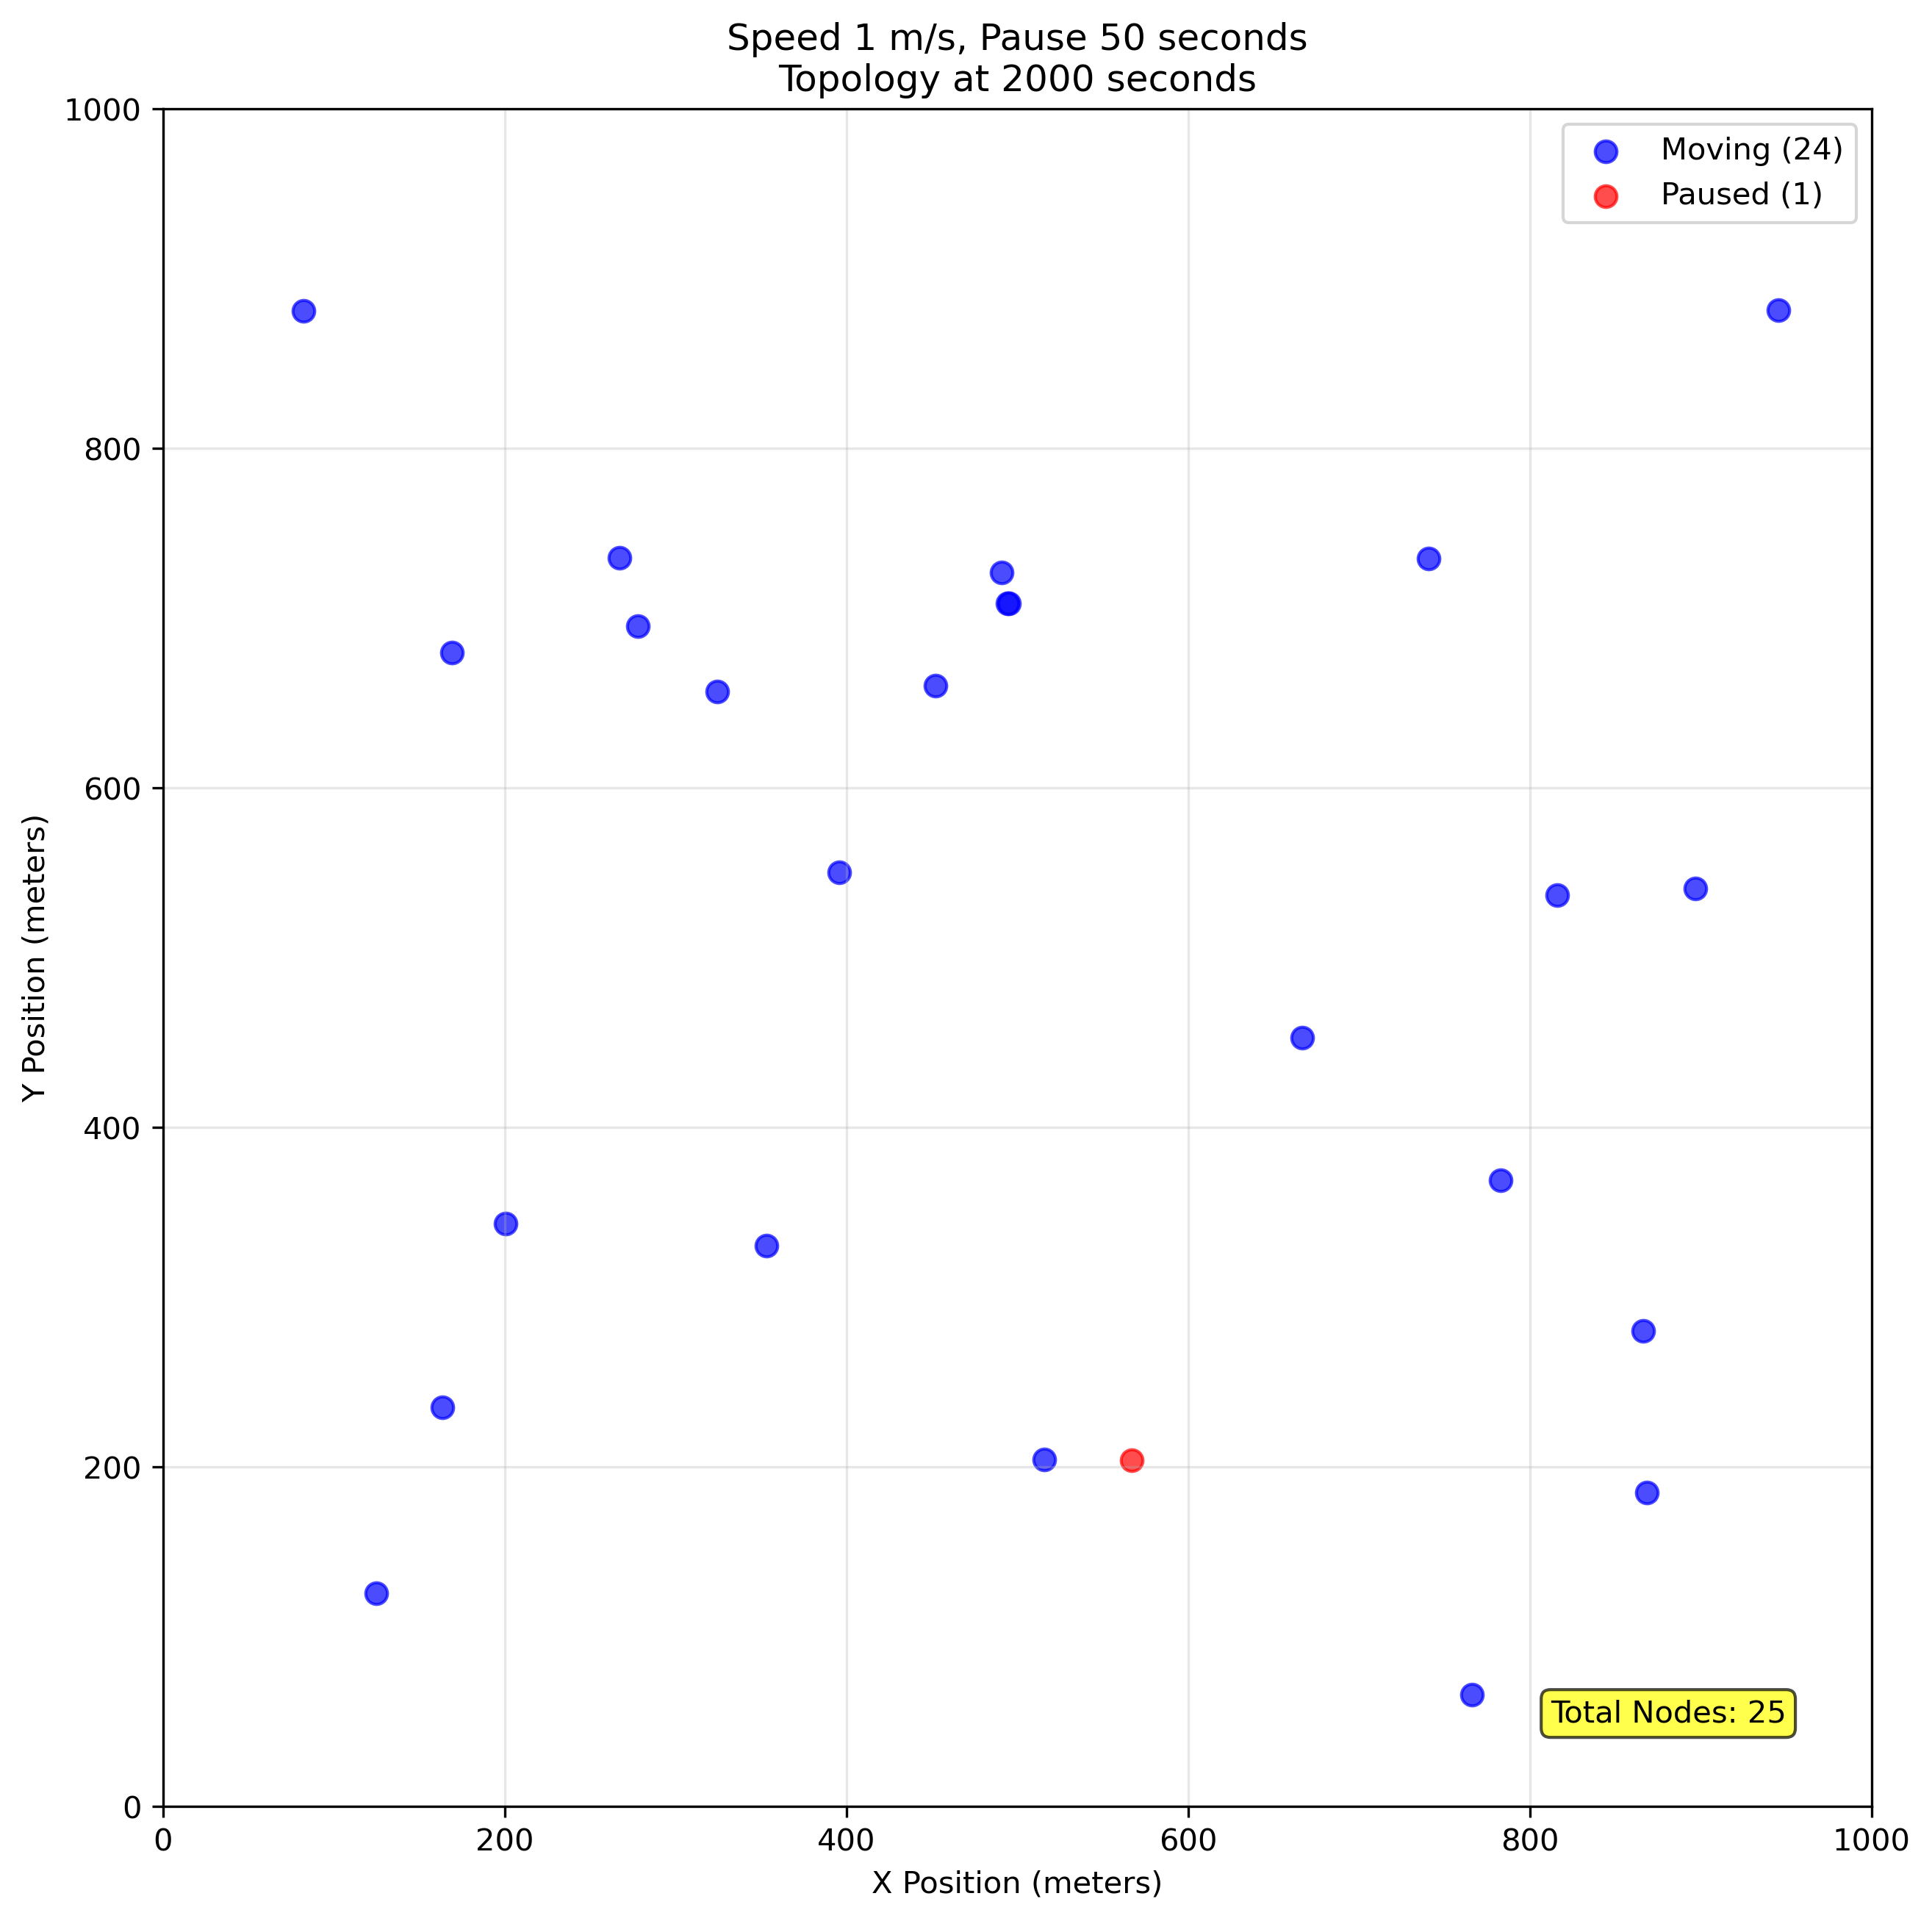 Speed 1 m/s, Pause 50 seconds
Topology at 2000 seconds
Moving (24)
Paused (1)
Y Position (meters)
1000
800
600
400
200
0
Total Nodes: 25
0 200 400 600 800 1000
X Position (meters)